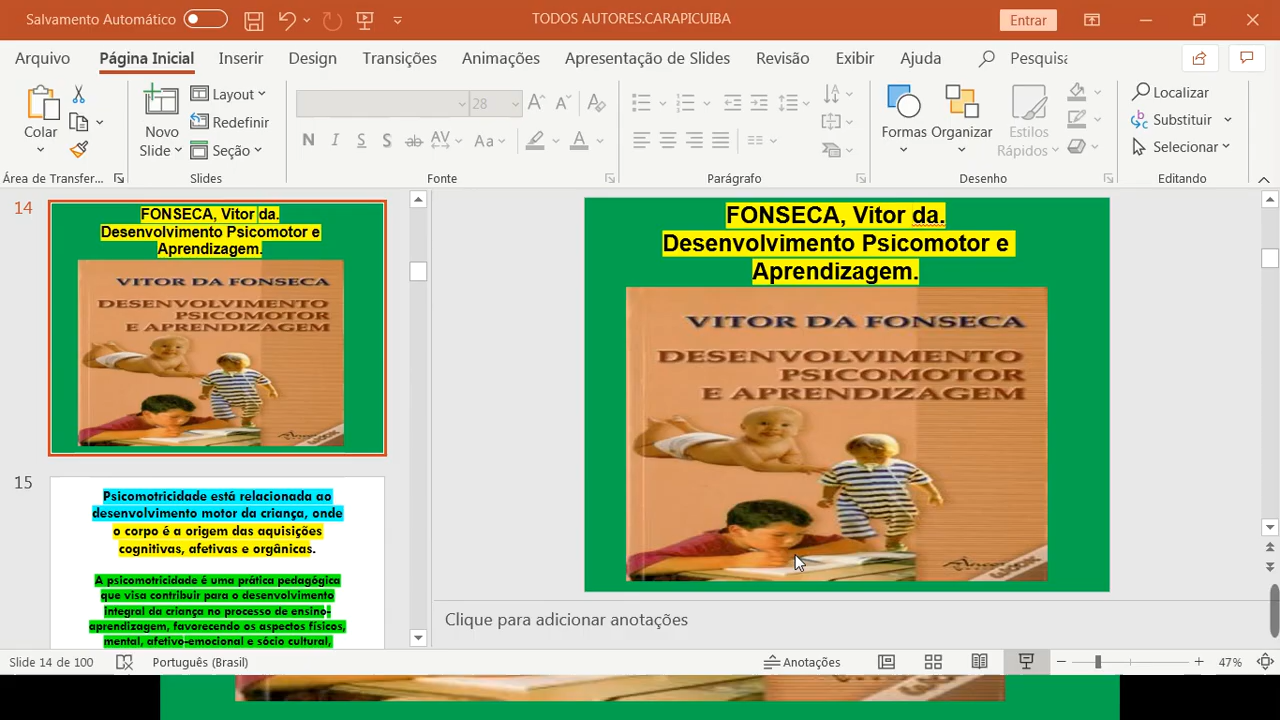 Salvamento Automático
TODOS AUTORES.CARAPICUIBA
Entrar
Arquivo Página Inicial Inserir Design Transições Animações Apresentação de Slides Revisão Exibir Ajuda Pesquisa
Colar
Novo
Slide
Layout
Redefinir
Seção
28
N I S S ab AV Aa A
Formas
Organizar
Estilos
Rápidos
Localizar
Substituir
Selecionar
Área de Transfer... Slides Fonte Parágrafo Desenho Editando
14
FONSECA, Vitor da.
Desenvolvimento Psicomotor e
Aprendizagem.
VITOR DA FONSECA
DESENVOLVIMENTO
PSICOMOTOR
E APRENDIZAGEM
15
Psicomotricidade está relacionada ao
desenvolvimento motor da criança, onde
o corpo é a origem das aquisições
cognitivas, afetivas e orgânicas.
A psicomotricidade é uma prática pedagógica
que visa contribuir para o desenvolvimento
integral da criança no processo de ensino-
aprendizagem, favorecendo os aspectos físicos,
mental, afetivo-emocional e sócio cultural,
FONSECA, Vitor da.
Desenvolvimento Psicomotor e
Aprendizagem.
VITOR DA FONSECA
DESENVOLVIMENTO
PSICOMOTOR
E APRENDIZAGEM
Clique para adicionar anotações
Slide 14 de 100
Português (Brasil)
Anotações
47%